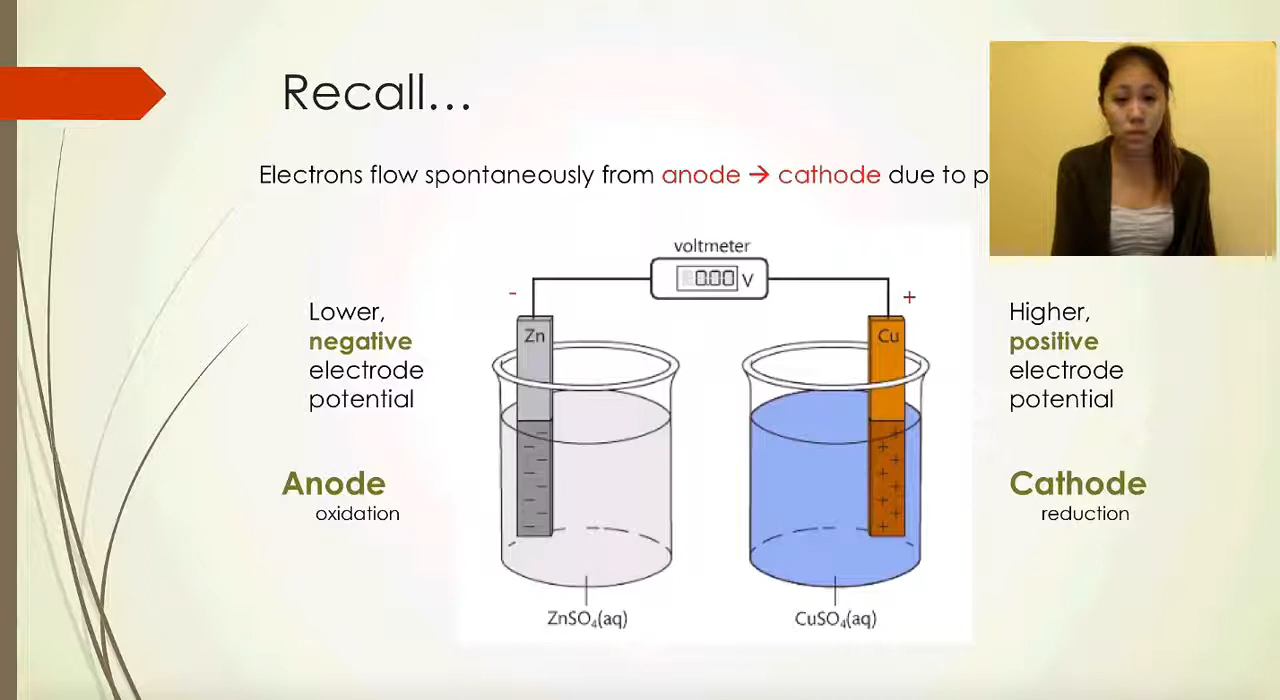 Recall...
Electrons flow spontaneously from anode → cathode due to p
voltmeter
0.00 V
-
+
Lower,
negative
electrode
potential
Zn
Cu
Higher,
positive
electrode
potential
Anode
oxidation
Cathode
reduction
ZnSO₄(aq)
CuSO₄(aq)